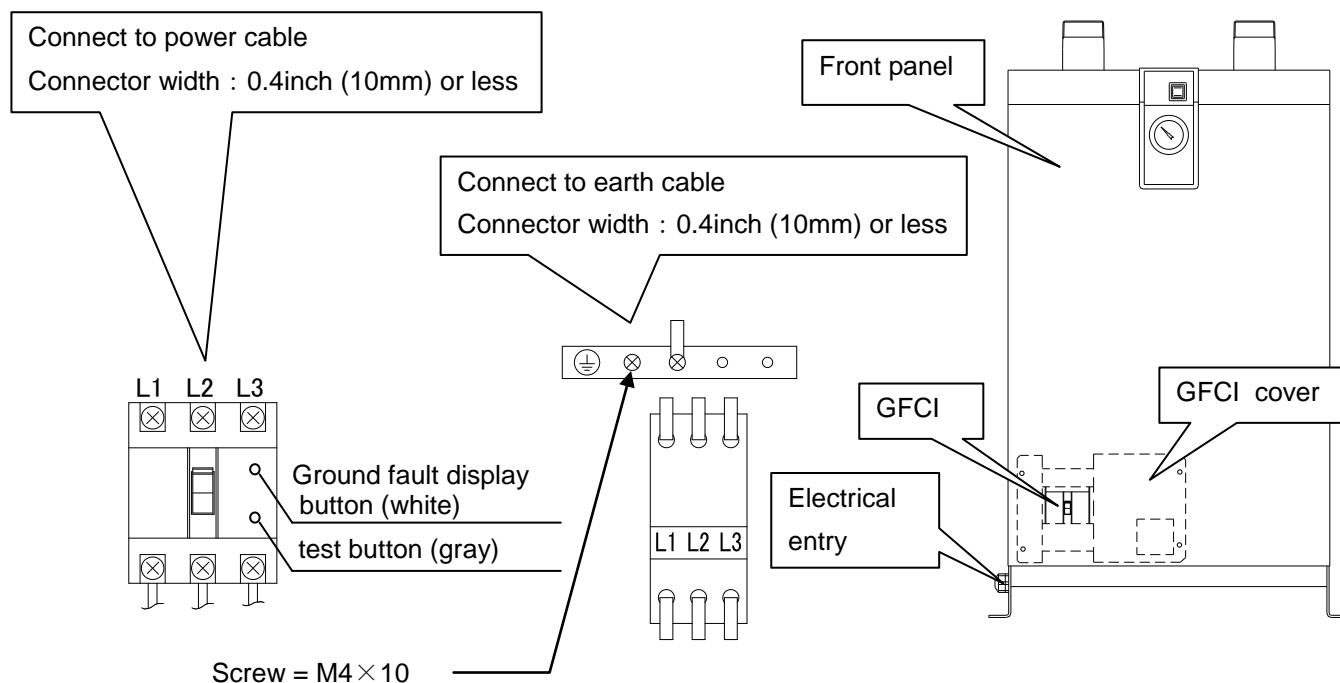 Connect to power cable
Connector width : 0.4inch (10mm) or less
Front panel
Connect to earth cable
Connector width : 0.4inch (10mm) or less
L1 L2 L3
GFCI
GFCI cover
Ground fault display
button (white)
test button (gray)
L1 L2 L3
Electrical
entry
Screw = M4×10